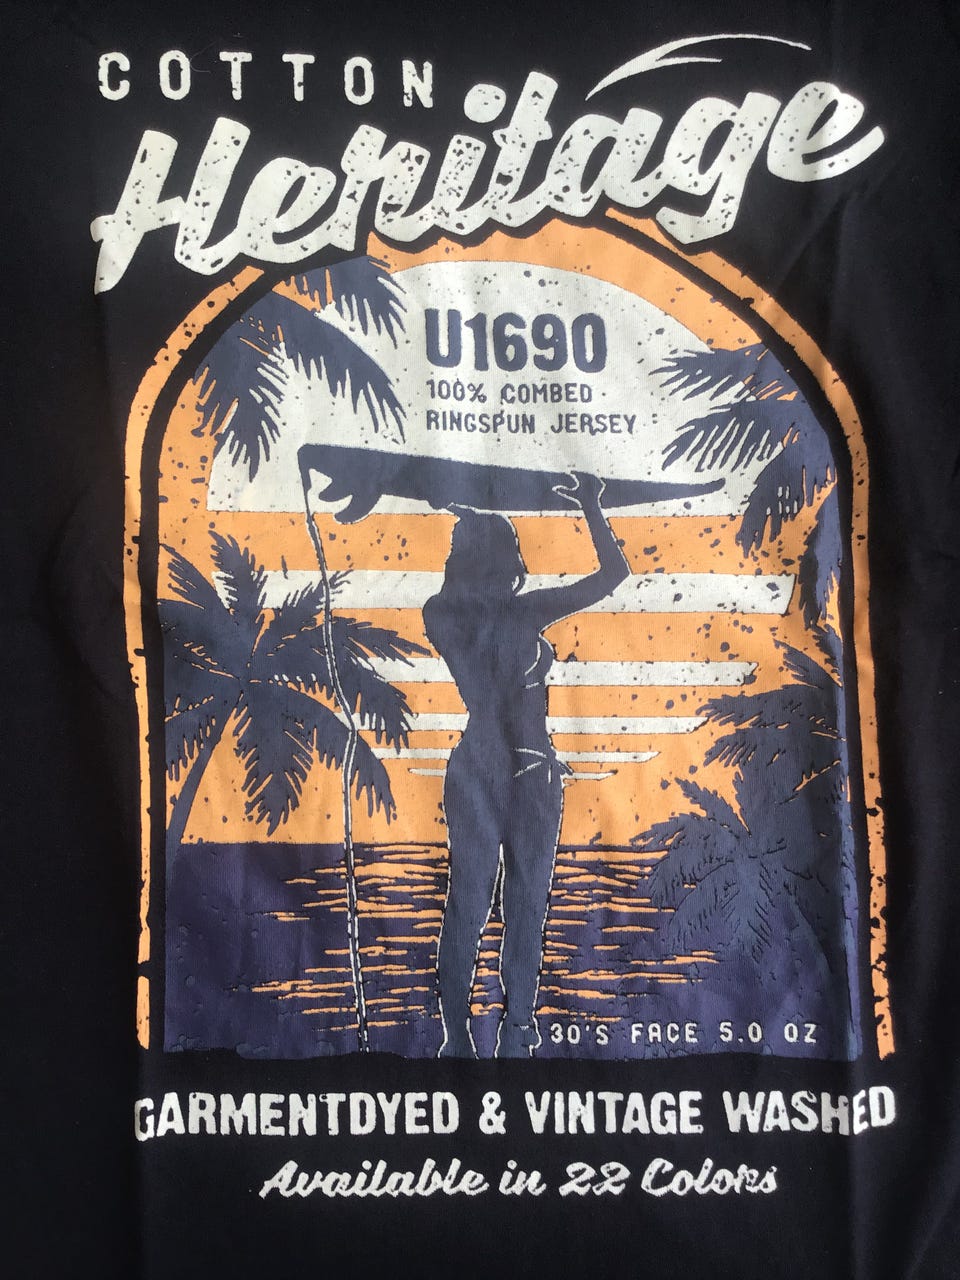 COTTON
Heritage
U1690
100% COMBED
RINGSPUN JERSEY
30'S FACE 5.0 OZ
GARMENTDYED & VINTAGE WASHED
Available in 22 Colors